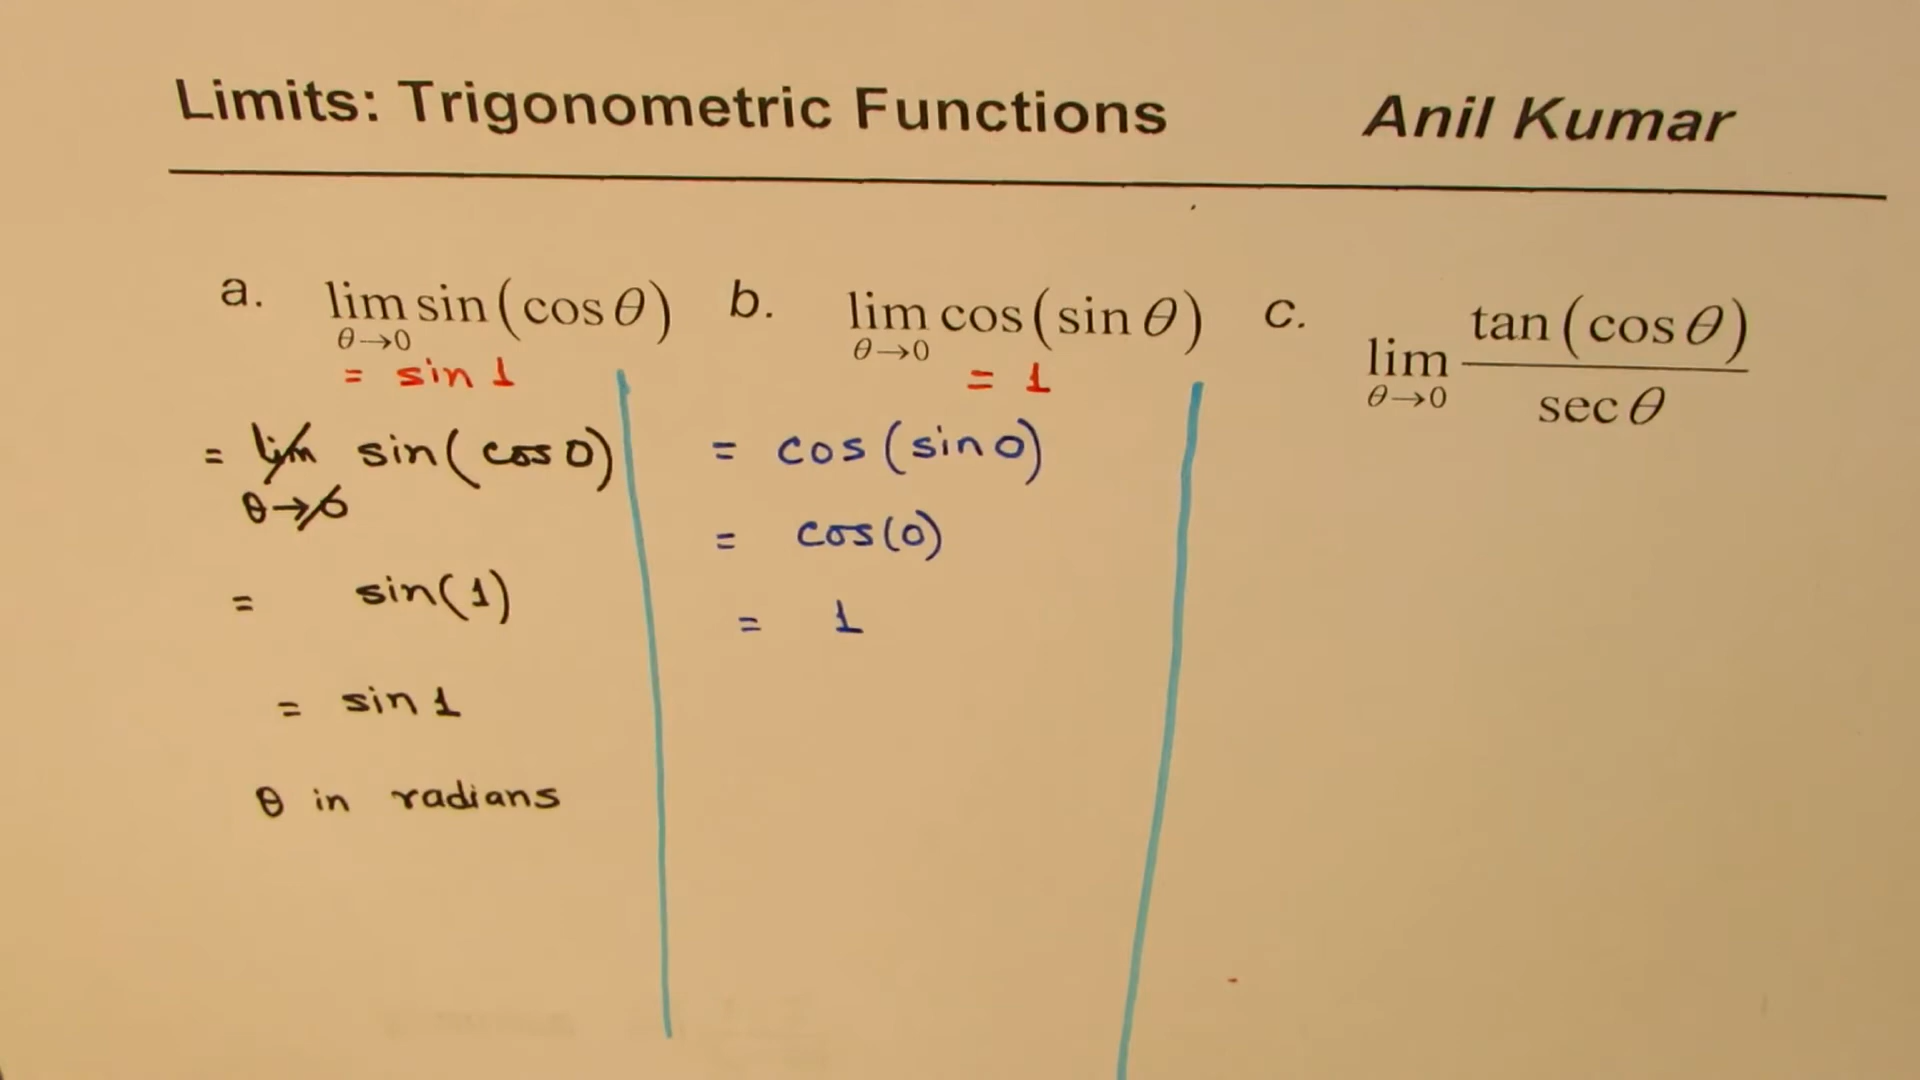 Limits: Trigonometric Functions Anil Kumar
a. lim θ→0 sin(cos θ)
= sin 1
= lim θ→0 sin(cos 0)
= sin(1)
= sin 1
θ in radians
b. lim θ→0 cos(sin θ)
= 1
= cos(sin 0)
= cos(0)
= 1
c. lim θ→0 tan(cos θ) / sec θ